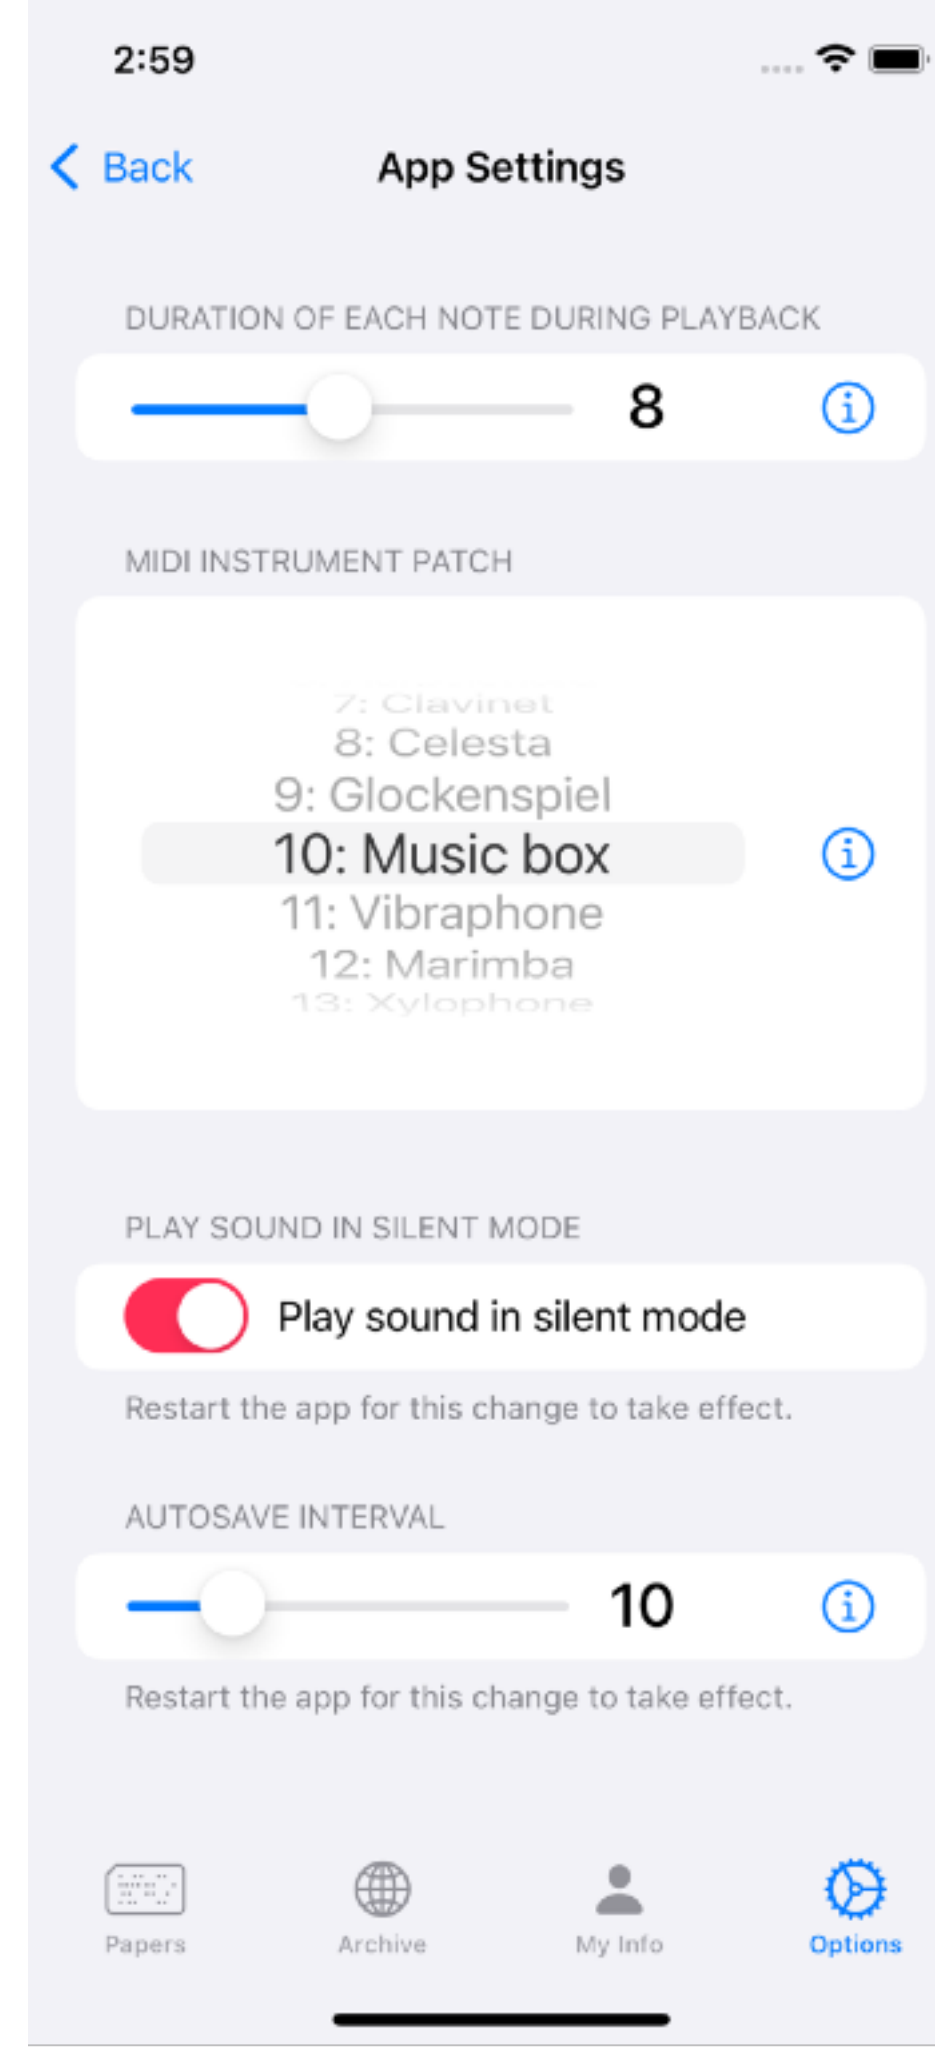 2:59
Back
App Settings
DURATION OF EACH NOTE DURING PLAYBACK
8
MIDI INSTRUMENT PATCH
7: Clavinet
8: Celesta
9: Glockenspiel
10: Music box
11: Vibraphone
12: Marimba
13: Xylophone
PLAY SOUND IN SILENT MODE
Play sound in silent mode
Restart the app for this change to take effect.
AUTOSAVE INTERVAL
10
Restart the app for this change to take effect.
Papers
Archive
My Info
Options